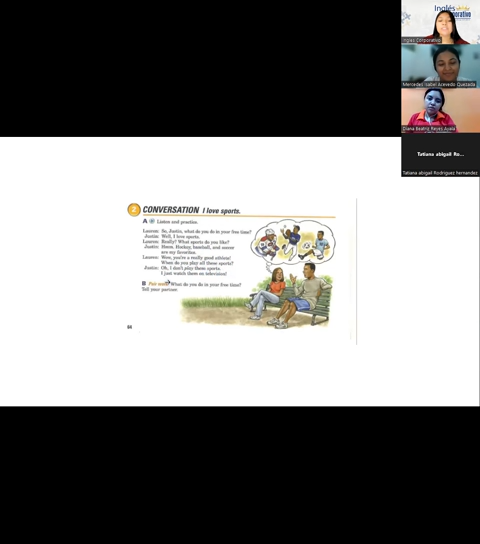 Inglés
Corporativo
Inglés Corporativo
Mercedes Isabel Acevedo Quezada
Diana Beatriz Reyes Ayala
Tatiana abigail Ro...
Tatiana abigail Rodriguez hernandez
2 CONVERSATION I love sports.
A Listen and practice.
Lauren: So, Justin, what do you do in your free time?
Justin: Well, I love sports.
Lauren: Really? What sports do you like?
Justin: Hmm. Hockey, baseball, and soccer
are my favorites.
Lauren: Wow, you're a really good athlete!
When do you play all these sports?
Justin: Oh, I don't play these sports.
I just watch them on television!
B Pair work What do you do in your free time?
Tell your partner.
64